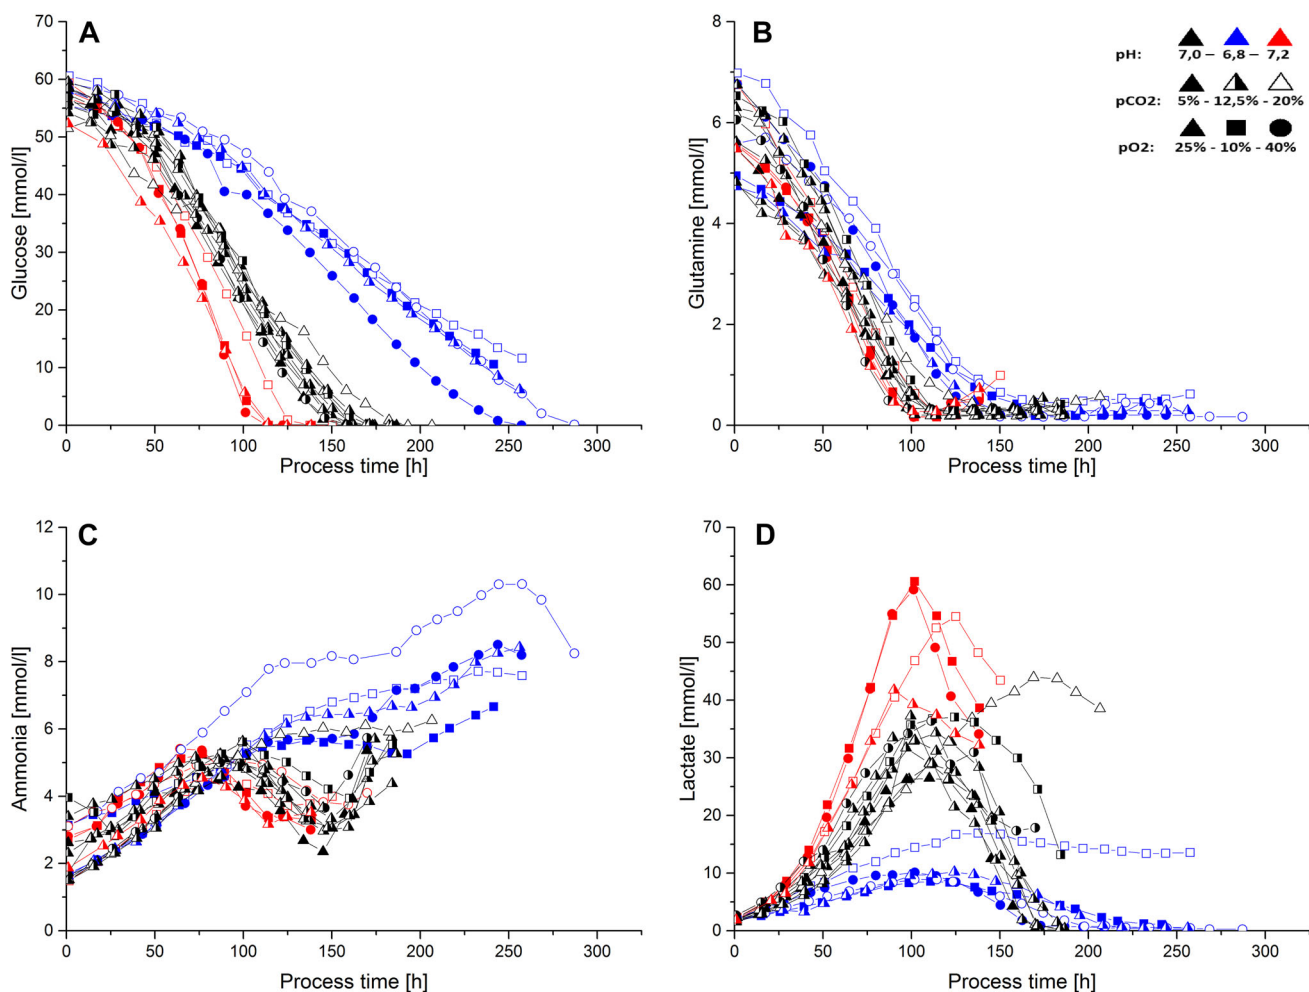 A
Glucose [mmol/l]
70
60
50
40
30
20
10
0
0 50 100 150 200 250 300
Process time [h]
B
Glutamine [mmol/l]
8
6
4
2
0
0 50 100 150 200 250 300
Process time [h]
pH: 7,0 – 6,8 – 7,2
pCO2: 5% - 12,5% - 20%
pO2: 25% - 10% - 40%
C
Ammonia [mmol/l]
12
10
8
6
4
2
0
0 50 100 150 200 250 300
Process time [h]
D
Lactate [mmol/l]
70
60
50
40
30
20
10
0
0 50 100 150 200 250 300
Process time [h]